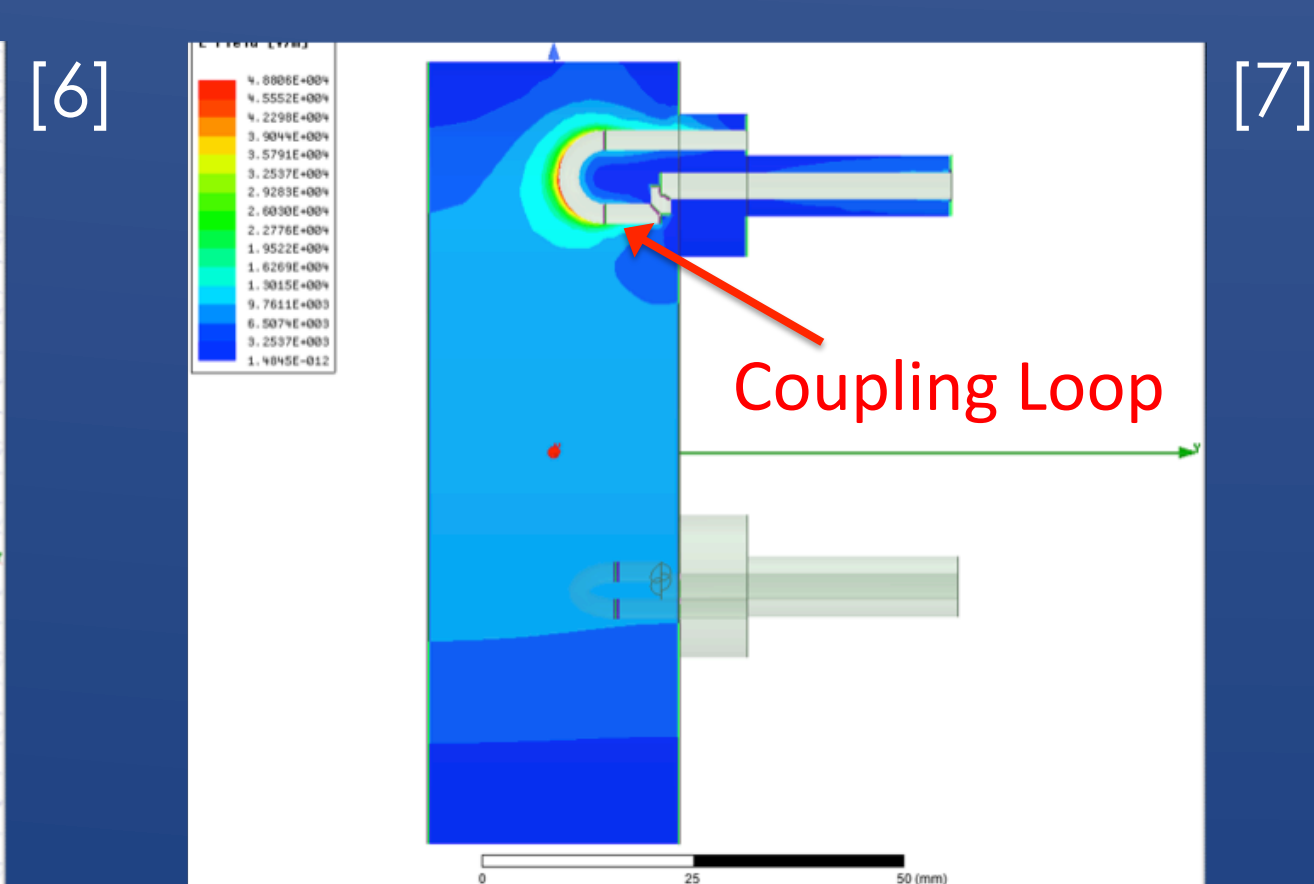 [6]
E Field [V/m]
4.8806E+004
4.5552E+004
4.2298E+004
3.9044E+004
3.5791E+004
3.2537E+004
2.9283E+004
2.6030E+004
2.2776E+004
1.9522E+004
1.6269E+004
1.3015E+004
9.7611E+003
6.5074E+003
3.2537E+003
1.4845E-012
[7]
Coupling Loop
Y
0 25 50 (mm)